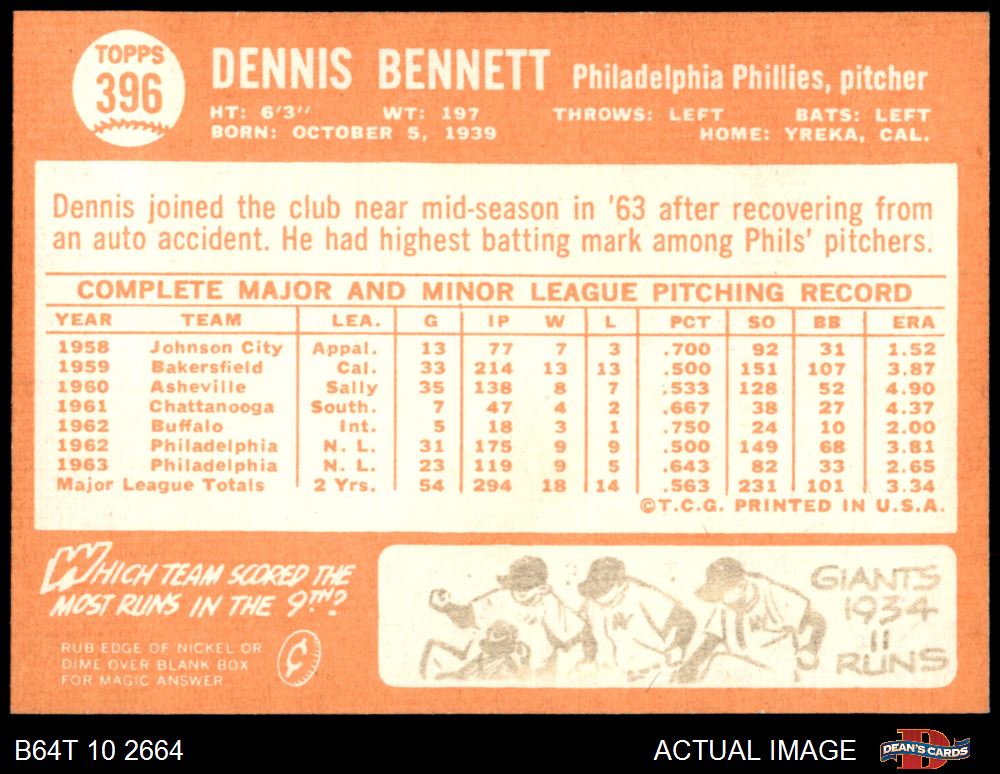 TOPPS
396
DENNIS BENNETT Philadelphia Phillies, pitcher
HT: 6'3" WT: 197 THROWS: LEFT BATS: LEFT
BORN: OCTOBER 5, 1939 HOME: YREKA, CAL.
Dennis joined the club near mid-season in '63 after recovering from
an auto accident. He had highest batting mark among Phils' pitchers.
COMPLETE MAJOR AND MINOR LEAGUE PITCHING RECORD
YEAR TEAM LEA. G IP W L PCT SO BB ERA
1958 Johnson City Appal. 13 77 7 3 .700 92 31 1.52
1959 Bakersfield Cal. 33 214 13 13 .500 151 107 3.87
1960 Asheville Sally 35 138 8 7 .533 128 52 4.90
1961 Chattanooga South. 7 47 4 2 .667 38 27 4.37
1962 Buffalo Int. 5 18 3 1 .750 24 10 2.00
1962 Philadelphia N. L. 31 175 9 9 .500 149 68 3.81
1963 Philadelphia N. L. 23 119 9 5 .643 82 33 2.65
Major League Totals 2 Yrs. 54 294 18 14 .563 231 101 3.34
©T.C.G. PRINTED IN U.S.A.
WHICH TEAM SCORED THE
MOST RUNS IN THE 9TH?
RUB EDGE OF NICKEL OR
DIME OVER BLANK BOX
FOR MAGIC ANSWER
¢
GIANTS
1934
11
RUNS
B64T 10 2664 ACTUAL IMAGE DEAN'S CARDS